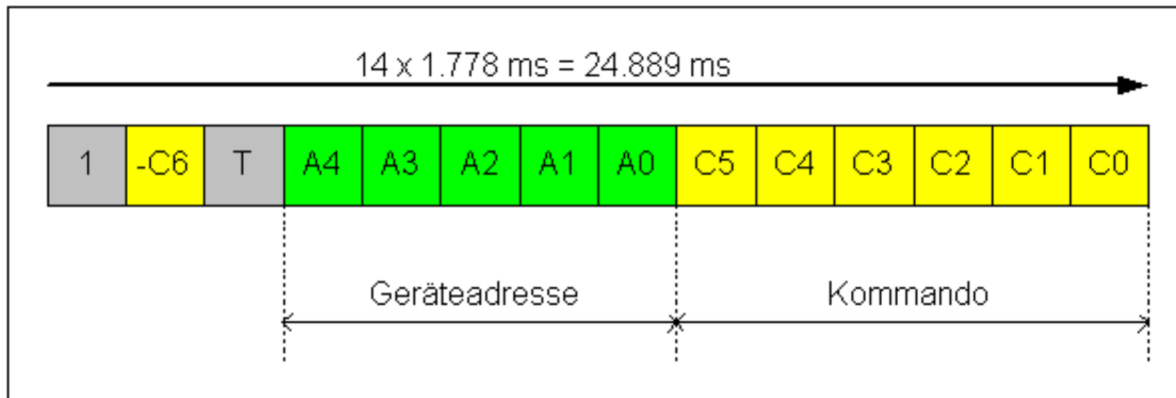 14 x 1.778 ms = 24.889 ms
1 -C6 T A4 A3 A2 A1 A0 C5 C4 C3 C2 C1 C0
Geräteadresse Kommando